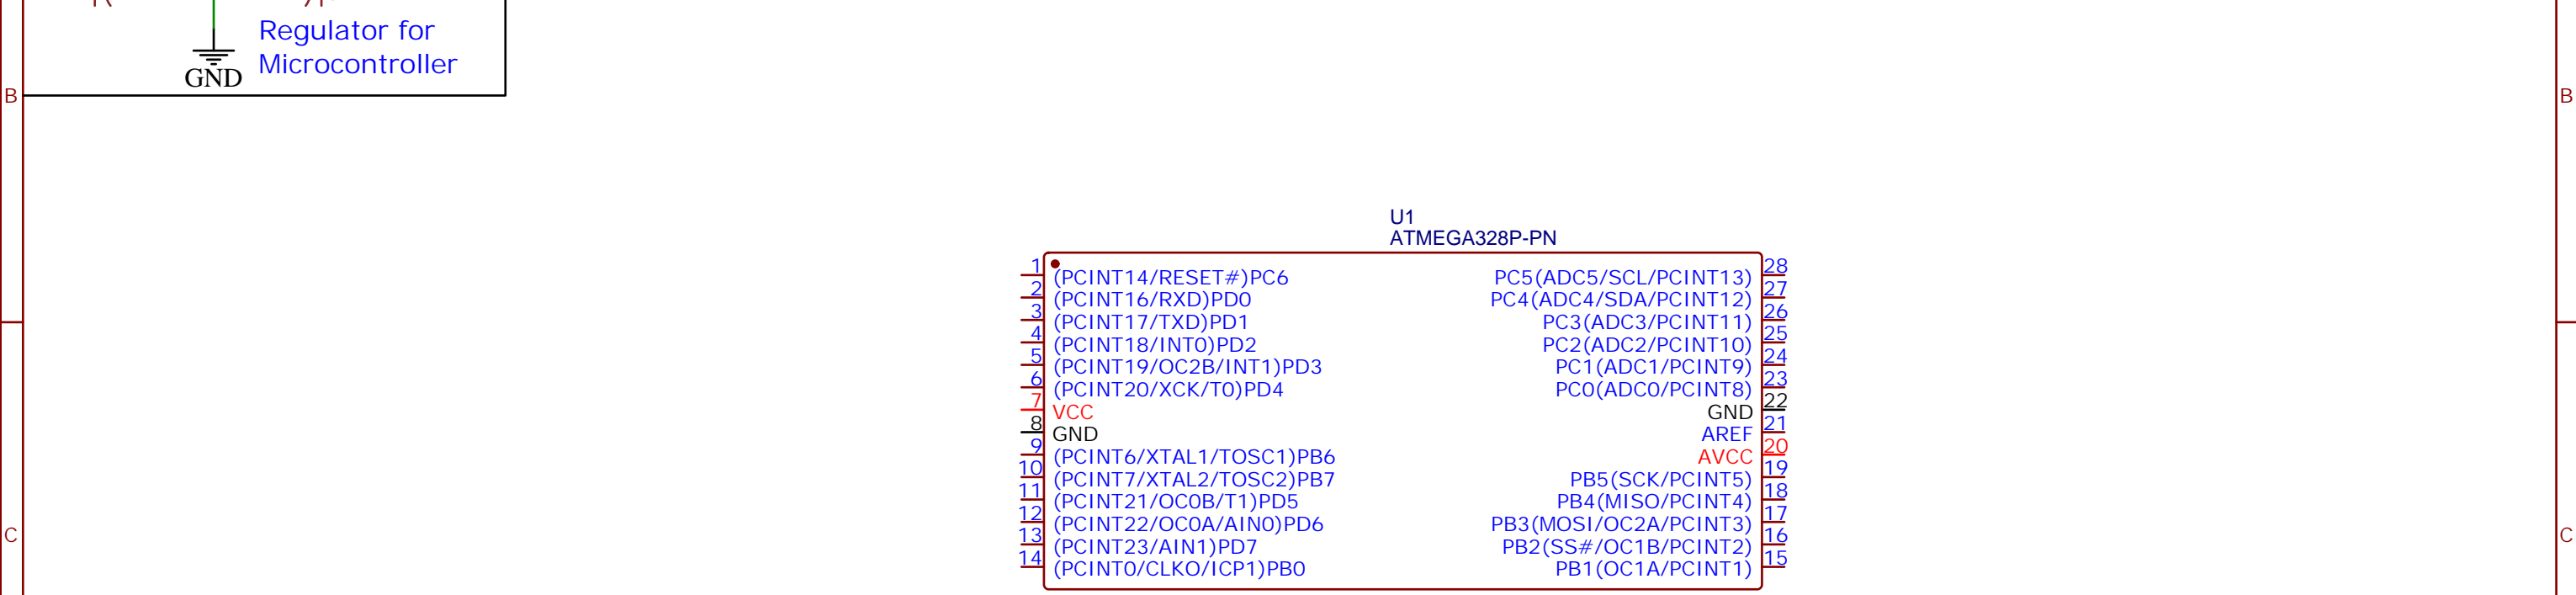 Regulator for
Microcontroller
GND
B
B
U1
ATMEGA328P-PN
1 (PCINT14/RESET#)PC6 PC5(ADC5/SCL/PCINT13) 28
2 (PCINT16/RXD)PD0 PC4(ADC4/SDA/PCINT12) 27
3 (PCINT17/TXD)PD1 PC3(ADC3/PCINT11) 26
4 (PCINT18/INT0)PD2 PC2(ADC2/PCINT10) 25
5 (PCINT19/OC2B/INT1)PD3 PC1(ADC1/PCINT9) 24
6 (PCINT20/XCK/T0)PD4 PC0(ADC0/PCINT8) 23
7 VCC GND 22
8 GND AREF 21
9 (PCINT6/XTAL1/TOSC1)PB6 AVCC 20
10 (PCINT7/XTAL2/TOSC2)PB7 PB5(SCK/PCINT5) 19
11 (PCINT21/OC0B/T1)PD5 PB4(MISO/PCINT4) 18
12 (PCINT22/OC0A/AIN0)PD6 PB3(MOSI/OC2A/PCINT3) 17
13 (PCINT23/AIN1)PD7 PB2(SS#/OC1B/PCINT2) 16
14 (PCINT0/CLKO/ICP1)PB0 PB1(OC1A/PCINT1) 15
C
C